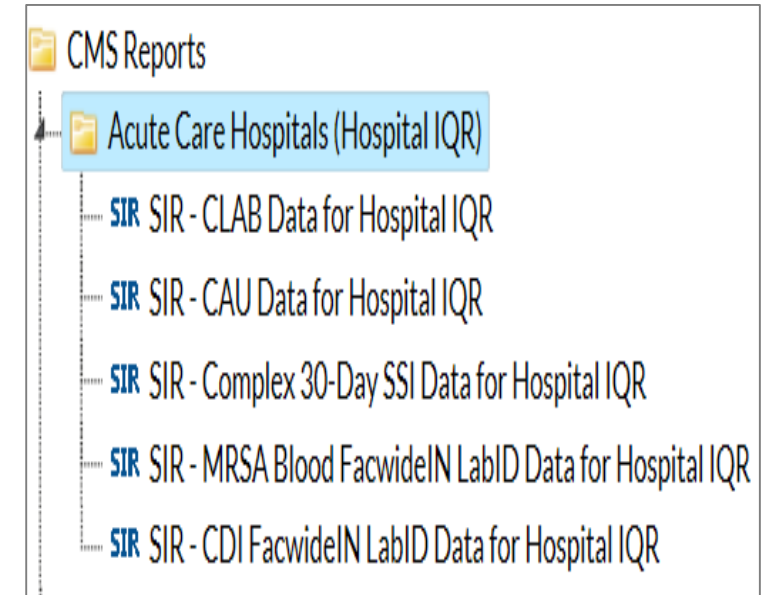 CMS Reports
Acute Care Hospitals (Hospital IQR)
SIR SIR - CLAB Data for Hospital IQR
SIR SIR - CAU Data for Hospital IQR
SIR SIR - Complex 30-Day SSI Data for Hospital IQR
SIR SIR - MRSA Blood FacwideIN LabID Data for Hospital IQR
SIR SIR - CDI FacwideIN LabID Data for Hospital IQR